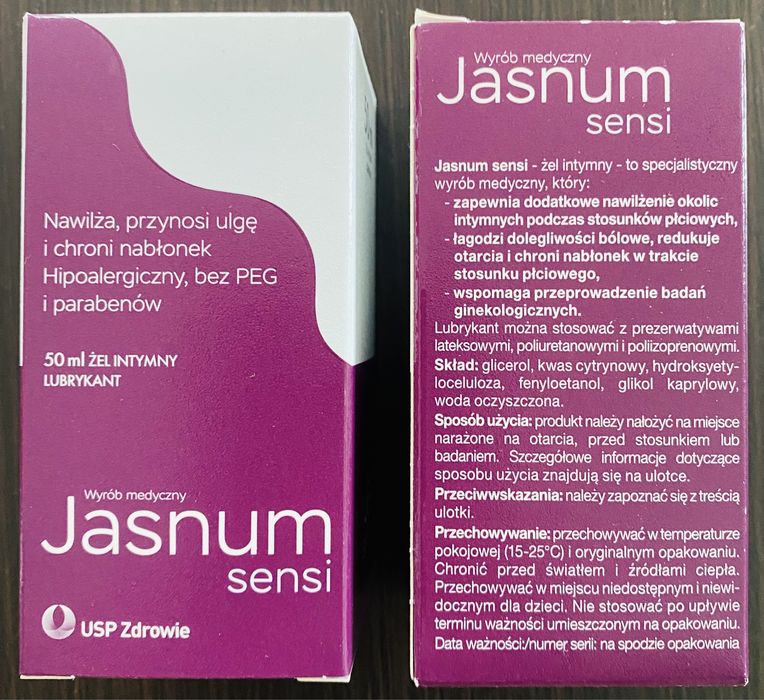 Nawilża, przynosi ulgę
i chroni nabłonek
Hipoalergiczny, bez PEG
i parabenów
50 ml ŻEL INTYMNY
LUBRYKANT
Wyrób medyczny
Jasnum
sensi
USP Zdrowie
Wyrób medyczny
Jasnum
sensi
Jasnum sensi - żel intymny - to specjalistyczny
wyrób medyczny, który:
- zapewnia dodatkowe nawilżenie okolic
intymnych podczas stosunków płciowych,
- łagodzi dolegliwości bólowe, redukuje
otarcia i chroni nabłonek w trakcie
stosunku płciowego,
- wspomaga przeprowadzenie badań
ginekologicznych.
Lubrykant można stosować z prezerwatywami
lateksowymi, poliuretanowymi i poliizoprenowymi.
Skład: glicerol, kwas cytrynowy, hydroksyety-
loceluloza, fenyloetanol, glikol kaprylowy,
woda oczyszczona.
Sposób użycia: produkt należy nałożyć na miejsce
narażone na otarcia, przed stosunkiem lub
badaniem. Szczegółowe informacje dotyczące
sposobu użycia znajdują się na ulotce.
Przeciwwskazania: należy zapoznać się z treścią
ulotki.
Przechowywanie: przechowywać w temperaturze
pokojowej (15-25°C) i oryginalnym opakowaniu.
Chronić przed światłem i źródłami ciepła.
Przechowywać w miejscu niedostępnym i niewi-
docznym dla dzieci. Nie stosować po upływie
terminu ważności umieszczonym na opakowaniu.
Data ważności:/numer serii: na spodzie opakowania